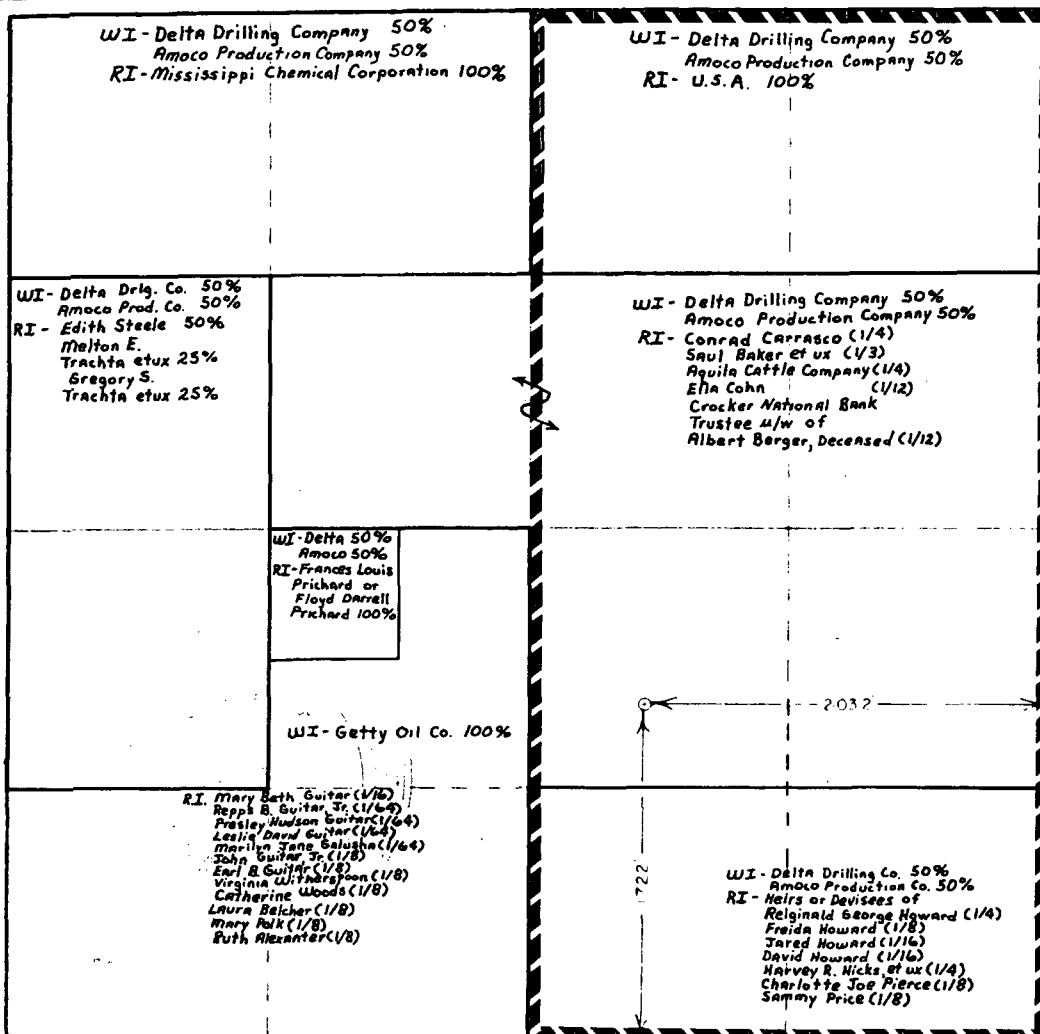 WI - Delta Drilling Company 50%
Amoco Production Company 50%
RI - Mississippi Chemical Corporation 100%
WI - Delta Drilling Company 50%
Amoco Production Company 50%
RI - U.S.A. 100%
WI - Delta Drlg. Co. 50%
Amoco Prod. Co. 50%
RI - Edith Steele 50%
Melton E.
Trachta etux 25%
Gregory S.
Trachta etux 25%
WI - Delta Drilling Company 50%
Amoco Production Company 50%
RI - Conrad Carrasco (1/4)
Saul Baker et ux (1/3)
Aquila Cattle Company (1/4)
Ella Cohn (1/12)
Crocker National Bank
Trustee u/w of
Albert Berger, Deceased (1/12)
WI - Delta 50%
Amoco 50%
RI - Frances Louis
Prichard or
Floyd Darrell
Prichard 100%
2032
WI - Getty Oil Co. 100%
RI. Mary Beth Guitar (1/16)
Repps B. Guitar, Jr. (1/64)
Presley Hudson Guitar (1/64)
Leslie David Guitar (1/64)
Marilyn Jane Galusha (1/64)
John Guitar, Jr. (1/8)
Earl B. Guitar (1/8)
Virginia Witherspoon (1/8)
Catherine Woods (1/8)
Laura Belcher (1/8)
Mary Polk (1/8)
Ruth Alexanter (1/8)
1722
WI - Delta Drilling Co. 50%
Amoco Production Co. 50%
RI - Heirs or Devisees of
Relginald George Howard (1/4)
Freida Howard (1/8)
Jared Howard (1/16)
David Howard (1/16)
Harvey R. Hicks, et ux (1/4)
Charlotte Joe Pierce (1/8)
Sammy Price (1/8)